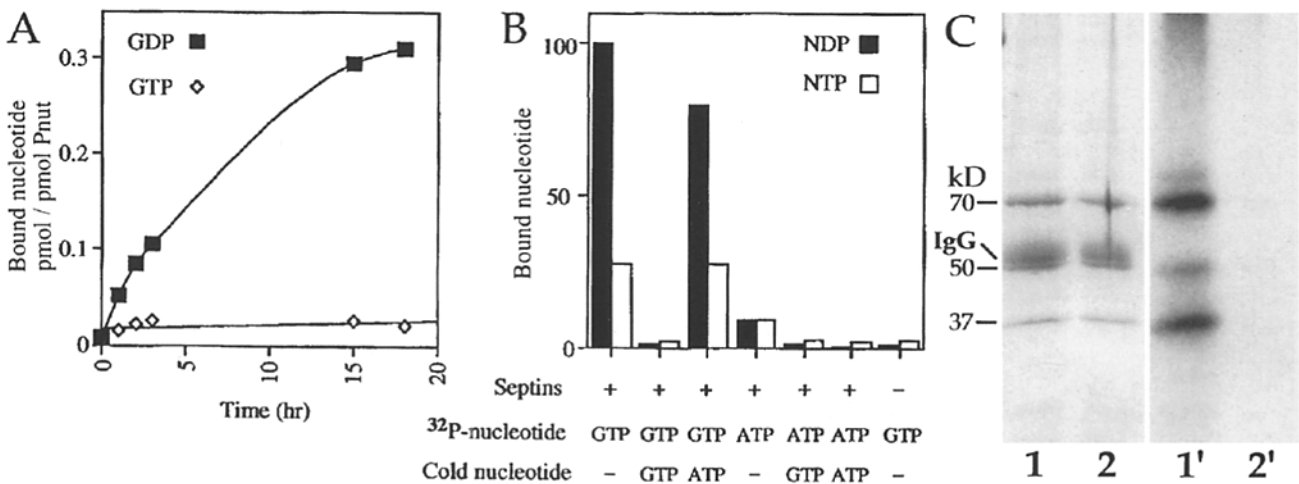 A
Bound nucleotide
pmol / pmol Pnut
0.3
0.2
0.1
0
GDP
GTP
0 5 10 15 20
Time (hr)
B
Bound nucleotide
100
50
0
NDP
NTP
Septins + + + + + + –
32P-nucleotide GTP GTP GTP ATP ATP ATP GTP
Cold nucleotide – GTP ATP – GTP ATP –
C
kD
70
IgG
50
37
1 2 1' 2'